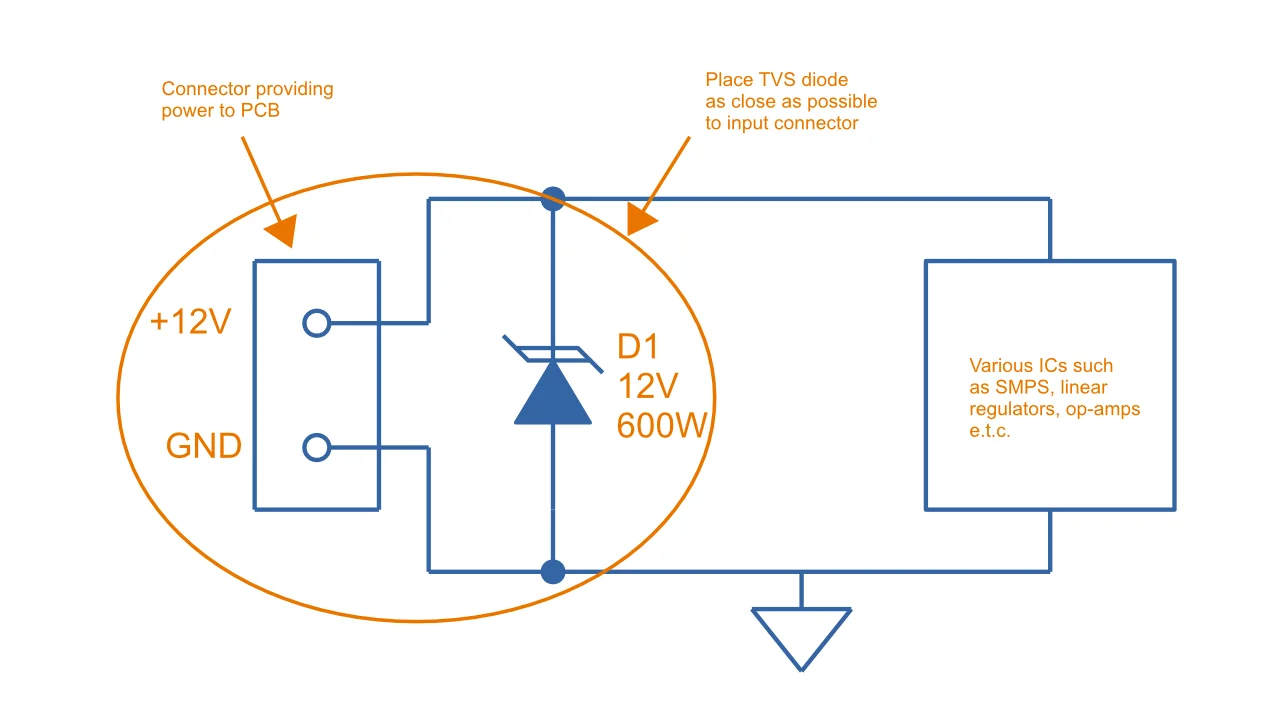 Connector providing
power to PCB
Place TVS diode
as close as possible
to input connector
+12V
GND
D1
12V
600W
Various ICs such
as SMPS, linear
regulators, op-amps
e.t.c.